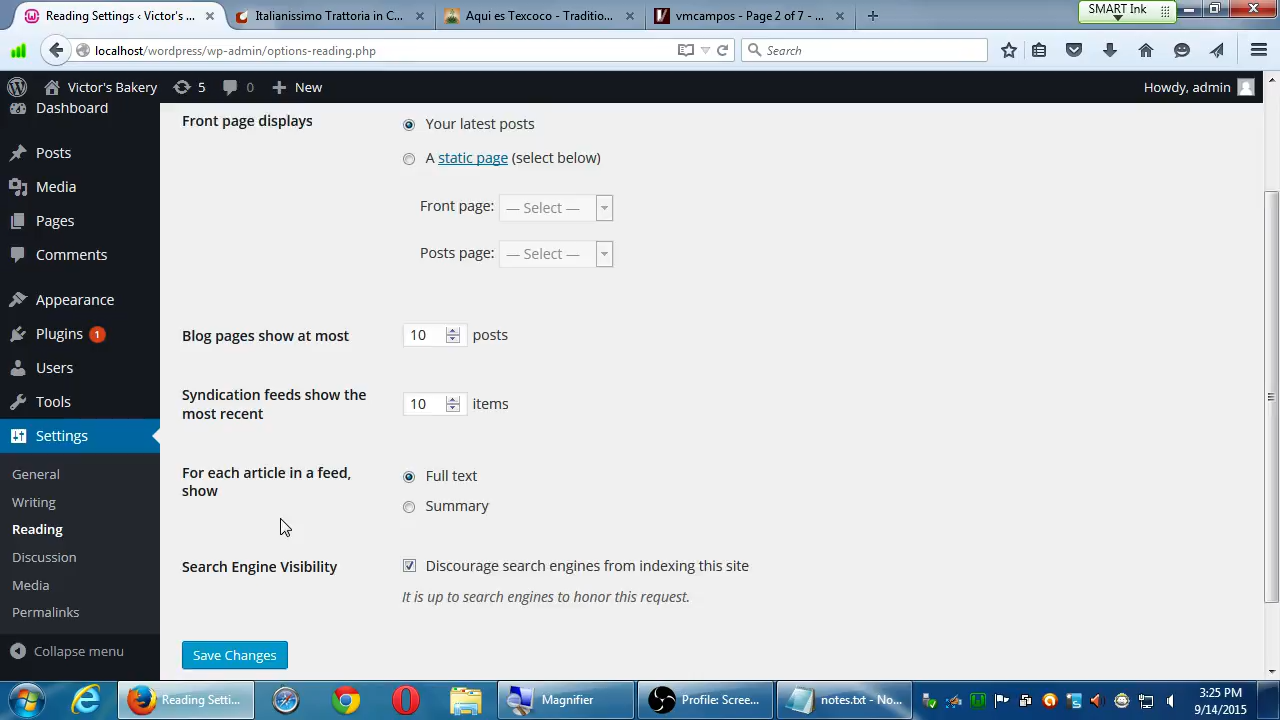 Reading Settings ‹ Victor's ...
Italianissimo Trattoria in C...
Aqui es Texcoco - Traditio...
vmcampos - Page 2 of 7 - ...
SMART Ink
localhost/wordpress/wp-admin/options-reading.php
Search
Victor's Bakery
5
0
New
Howdy, admin
Dashboard
Posts
Media
Pages
Comments
Appearance
Plugins 1
Users
Tools
Settings
General
Writing
Reading
Discussion
Media
Permalinks
Collapse menu
Front page displays
Your latest posts
A static page (select below)
Front page: — Select —
Posts page: — Select —
Blog pages show at most
10 posts
Syndication feeds show the
most recent
10 items
For each article in a feed,
show
Full text
Summary
Search Engine Visibility
Discourage search engines from indexing this site
It is up to search engines to honor this request.
Save Changes
Reading Setti...
Magnifier
Profile: Scree...
notes.txt - No...
3:25 PM
9/14/2015